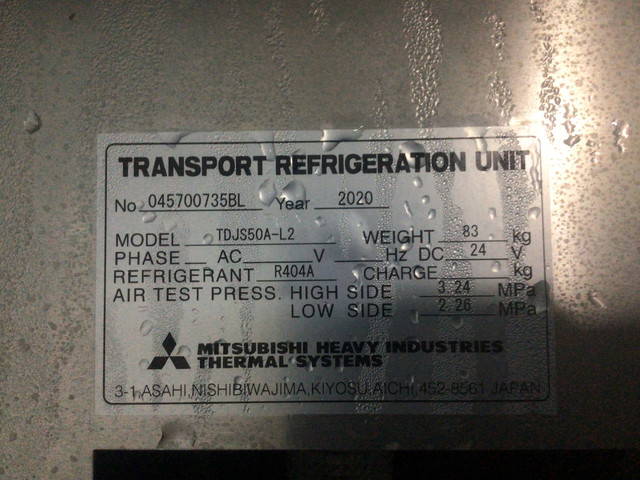 TRANSPORT REFRIGERATION UNIT
No 045700735BL Year 2020
MODEL TDJS50A-L2 WEIGHT 83 kg
PHASE AC V Hz DC 24 V
REFRIGERANT R404A CHARGE kg
AIR TEST PRESS. HIGH SIDE 3.24 MPa
LOW SIDE 2.26 MPa
MITSUBISHI HEAVY INDUSTRIES
THERMAL SYSTEMS
3-1,ASAHI,NISHIBIWAJIMA,KIYOSU,AICHI,452-8561 JAPAN